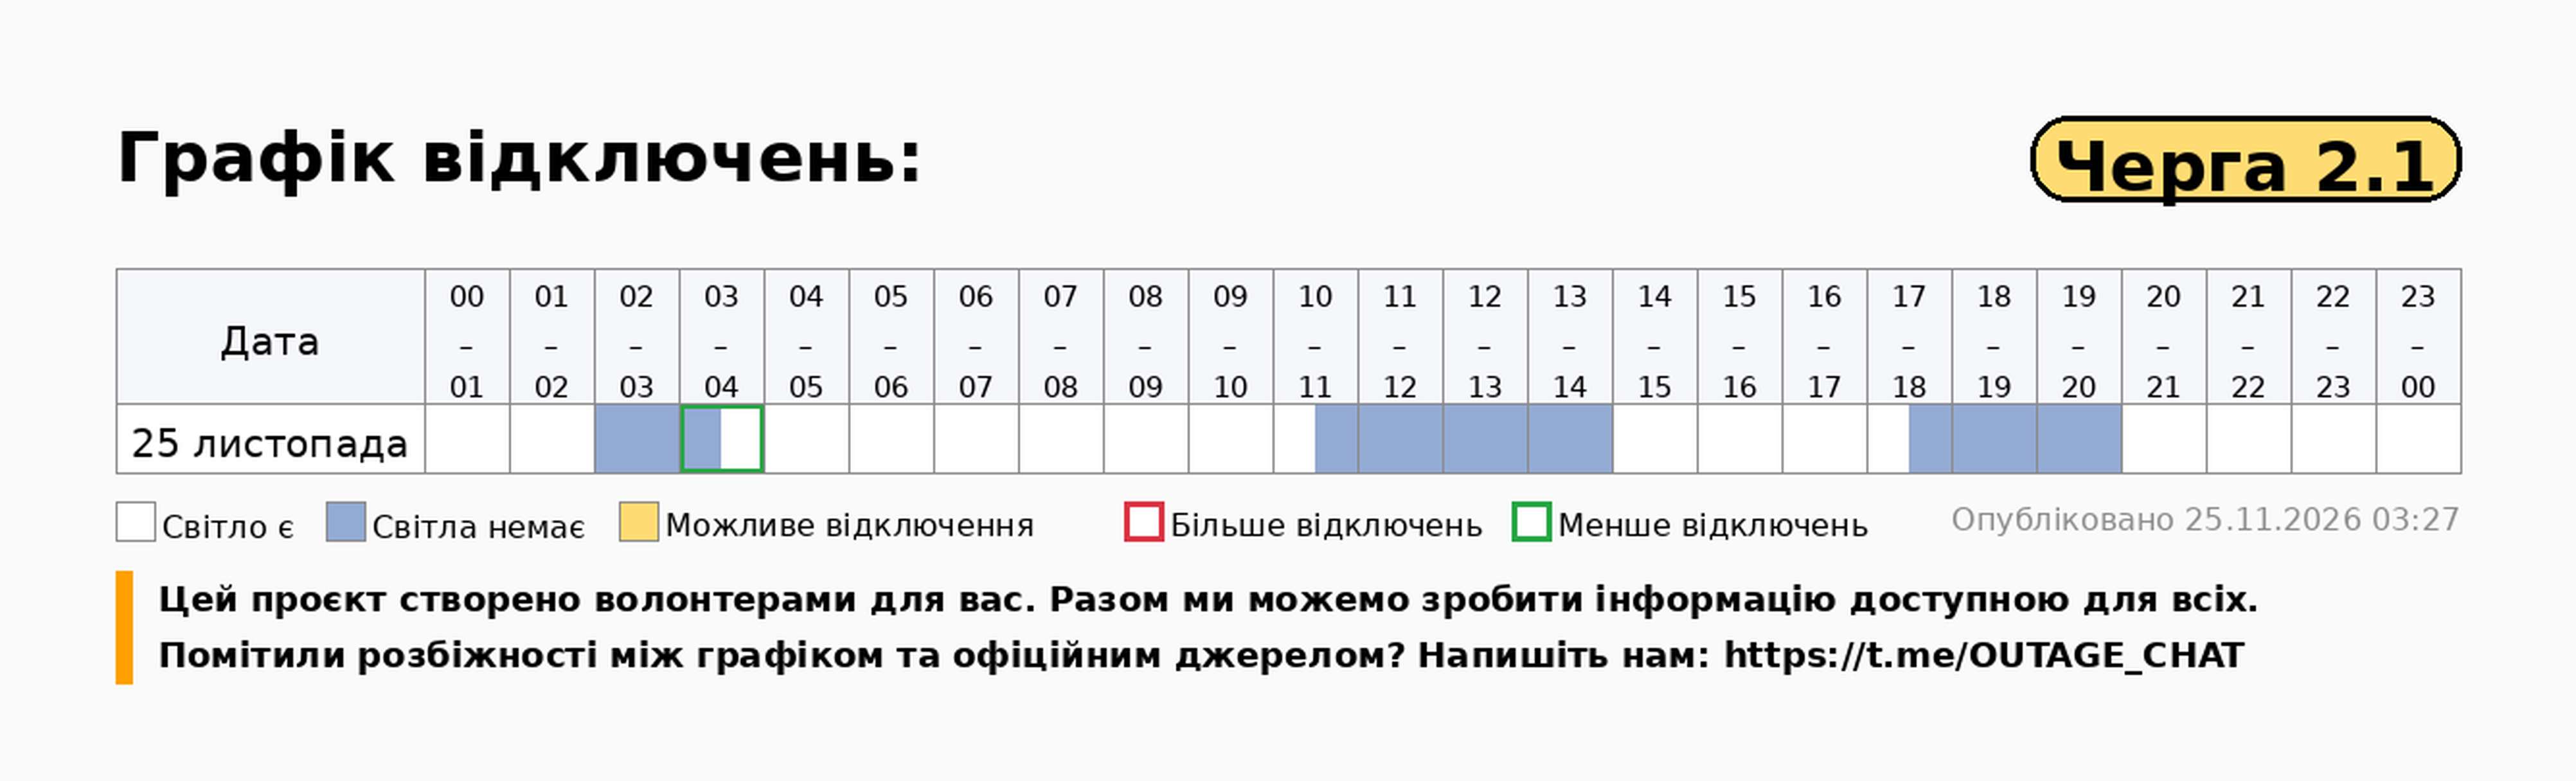 Графік відключень:
Черга 2.1
Дата 00 – 01 01 – 02 02 – 03 03 – 04 04 – 05 05 – 06 06 – 07 07 – 08 08 – 09 09 – 10 10 – 11 11 – 12 12 – 13 13 – 14 14 – 15 15 – 16 16 – 17 17 – 18 18 – 19 19 – 20 20 – 21 21 – 22 22 – 23 23 – 00
25 листопада
Світло є Світла немає Можливе відключення Більше відключень Менше відключень Опубліковано 25.11.2026 03:27
Цей проєкт створено волонтерами для вас. Разом ми можемо зробити інформацію доступною для всіх.
Помітили розбіжності між графіком та офіційним джерелом? Напишіть нам: https://t.me/OUTAGE_CHAT